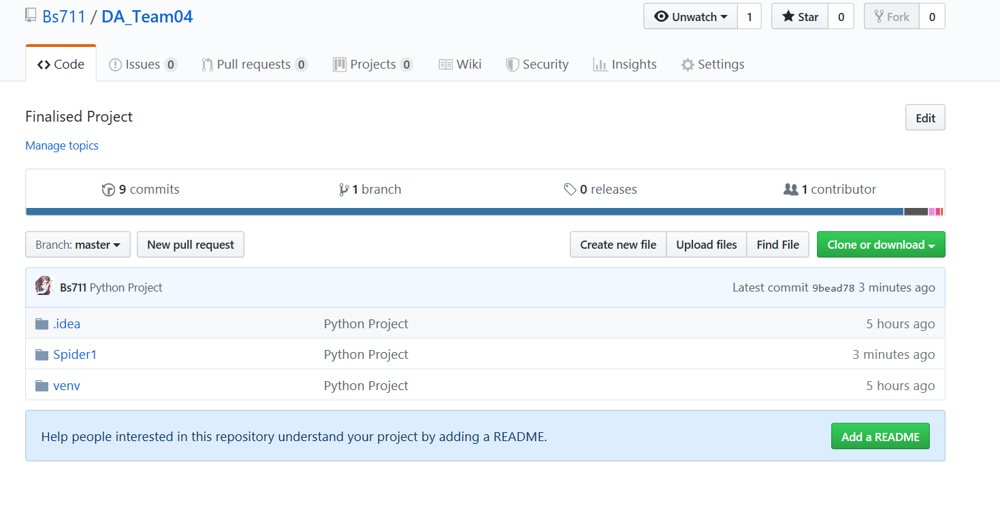 Bs711 / DA_Team04 Unwatch 1 Star 0 Fork 0
Code Issues 0 Pull requests 0 Projects 0 Wiki Security Insights Settings
Finalised Project Edit
Manage topics
9 commits 1 branch 0 releases 1 contributor
Branch: master New pull request Create new file Upload files Find File Clone or download
Bs711 Python Project Latest commit 9bead78 3 minutes ago
.idea Python Project 5 hours ago
Spider1 Python Project 3 minutes ago
venv Python Project 5 hours ago
Help people interested in this repository understand your project by adding a README. Add a README